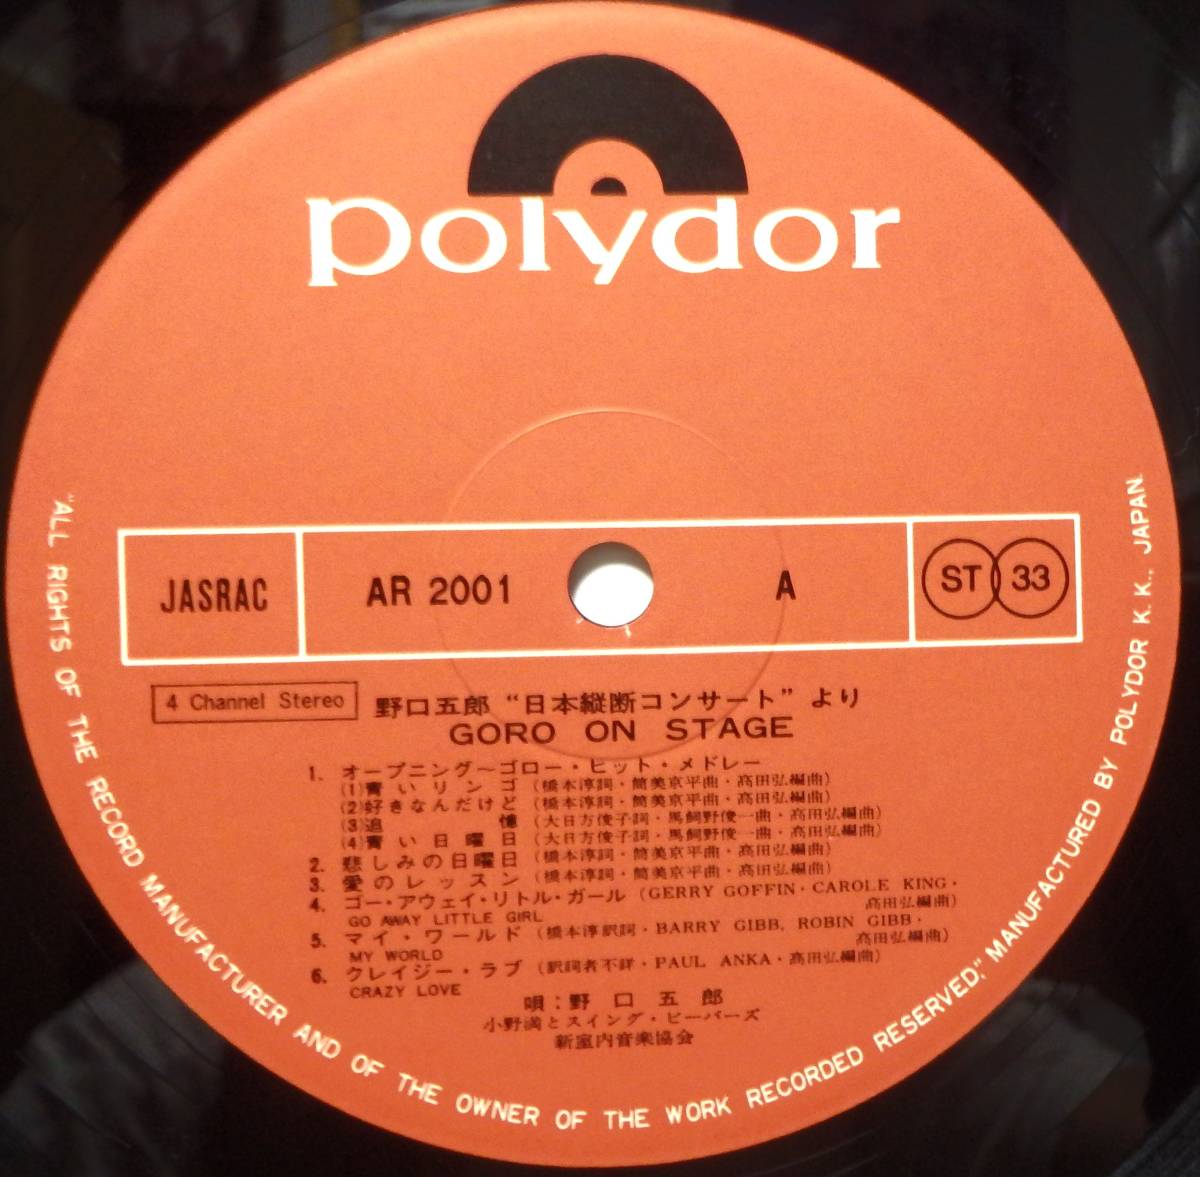 polydor
JASRAC AR 2001 A ST 33
4 Channel Stereo 野口五郎 “日本縦断コンサート” より
GORO ON STAGE
1. オープニング～ゴロー・ヒット・メドレー
(1)青いリンゴ (橋本淳詞・筒美京平曲・高田弘編曲)
(2)好きなんだけど (橋本淳詞・筒美京平曲・高田弘編曲)
(3)追憶 (大日方俊子詞・馬飼野俊一曲・高田弘編曲)
(4)青い日曜日 (大日方俊子詞・馬飼野俊一曲・高田弘編曲)
2. 悲しみの日曜日 (橋本淳詞・筒美京平曲・高田弘編曲)
3. 愛のレッスン (橋本淳詞・筒美京平曲・高田弘編曲)
4. ゴー・アウェイ・リトル・ガール (GERRY GOFFIN・CAROLE KING・
GO AWAY LITTLE GIRL 高田弘編曲)
5. マイ・ワールド (橋本淳訳詞・BARRY GIBB, ROBIN GIBB・
MY WORLD 高田弘編曲)
6. クレイジー・ラブ (訳詞者不詳・PAUL ANKA・高田弘編曲)
CRAZY LOVE
唄：野口五郎
小野満とスイング・ビーバーズ
新室内音楽協会
“ALL RIGHTS OF THE RECORD MANUFACTURER AND OF THE OWNER OF THE WORK RECORDED RESERVED,” MANUFACTURED BY POLYDOR K. K., JAPAN.